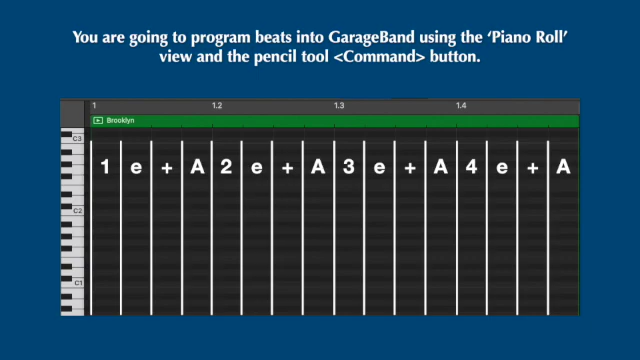 You are going to program beats into GarageBand using the ‘Piano Roll’
view and the pencil tool <Command> button.
1 1.2 1.3 1.4
Brooklyn
C3
1 e + A 2 e + A 3 e + A 4 e + A
C2
C1